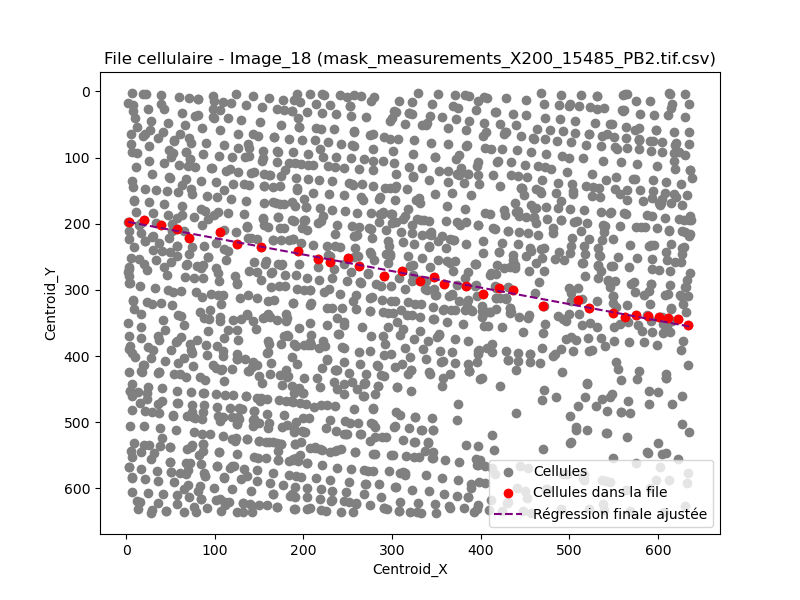 File cellulaire - Image_18 (mask_measurements_X200_15485_PB2.tif.csv)
0
100
200
300
400
500
600
Centroid_Y
0 100 200 300 400 500 600
Centroid_X
Cellules
Cellules dans la file
Régression finale ajustée